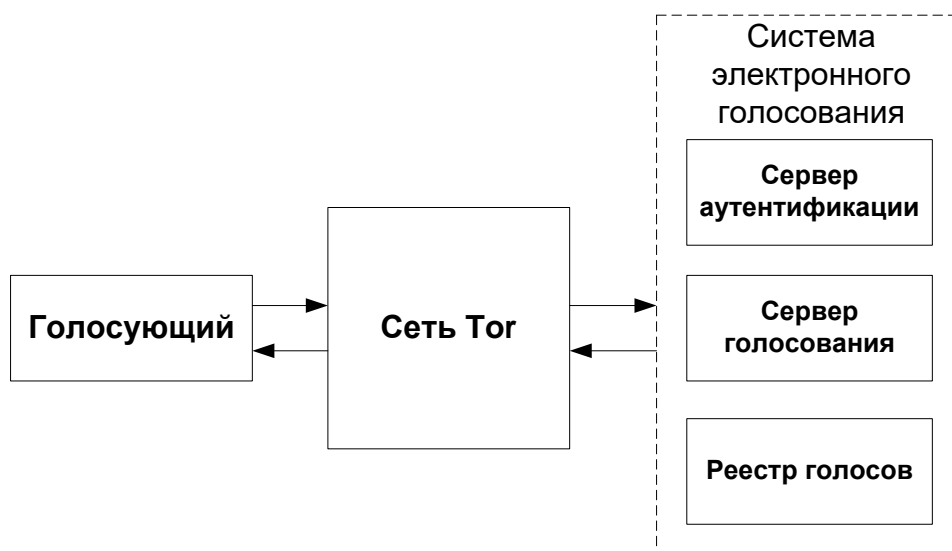 Система
электронного
голосования
Сервер
аутентификации
Голосующий
Сеть Tor
Сервер
голосования
Реестр голосов